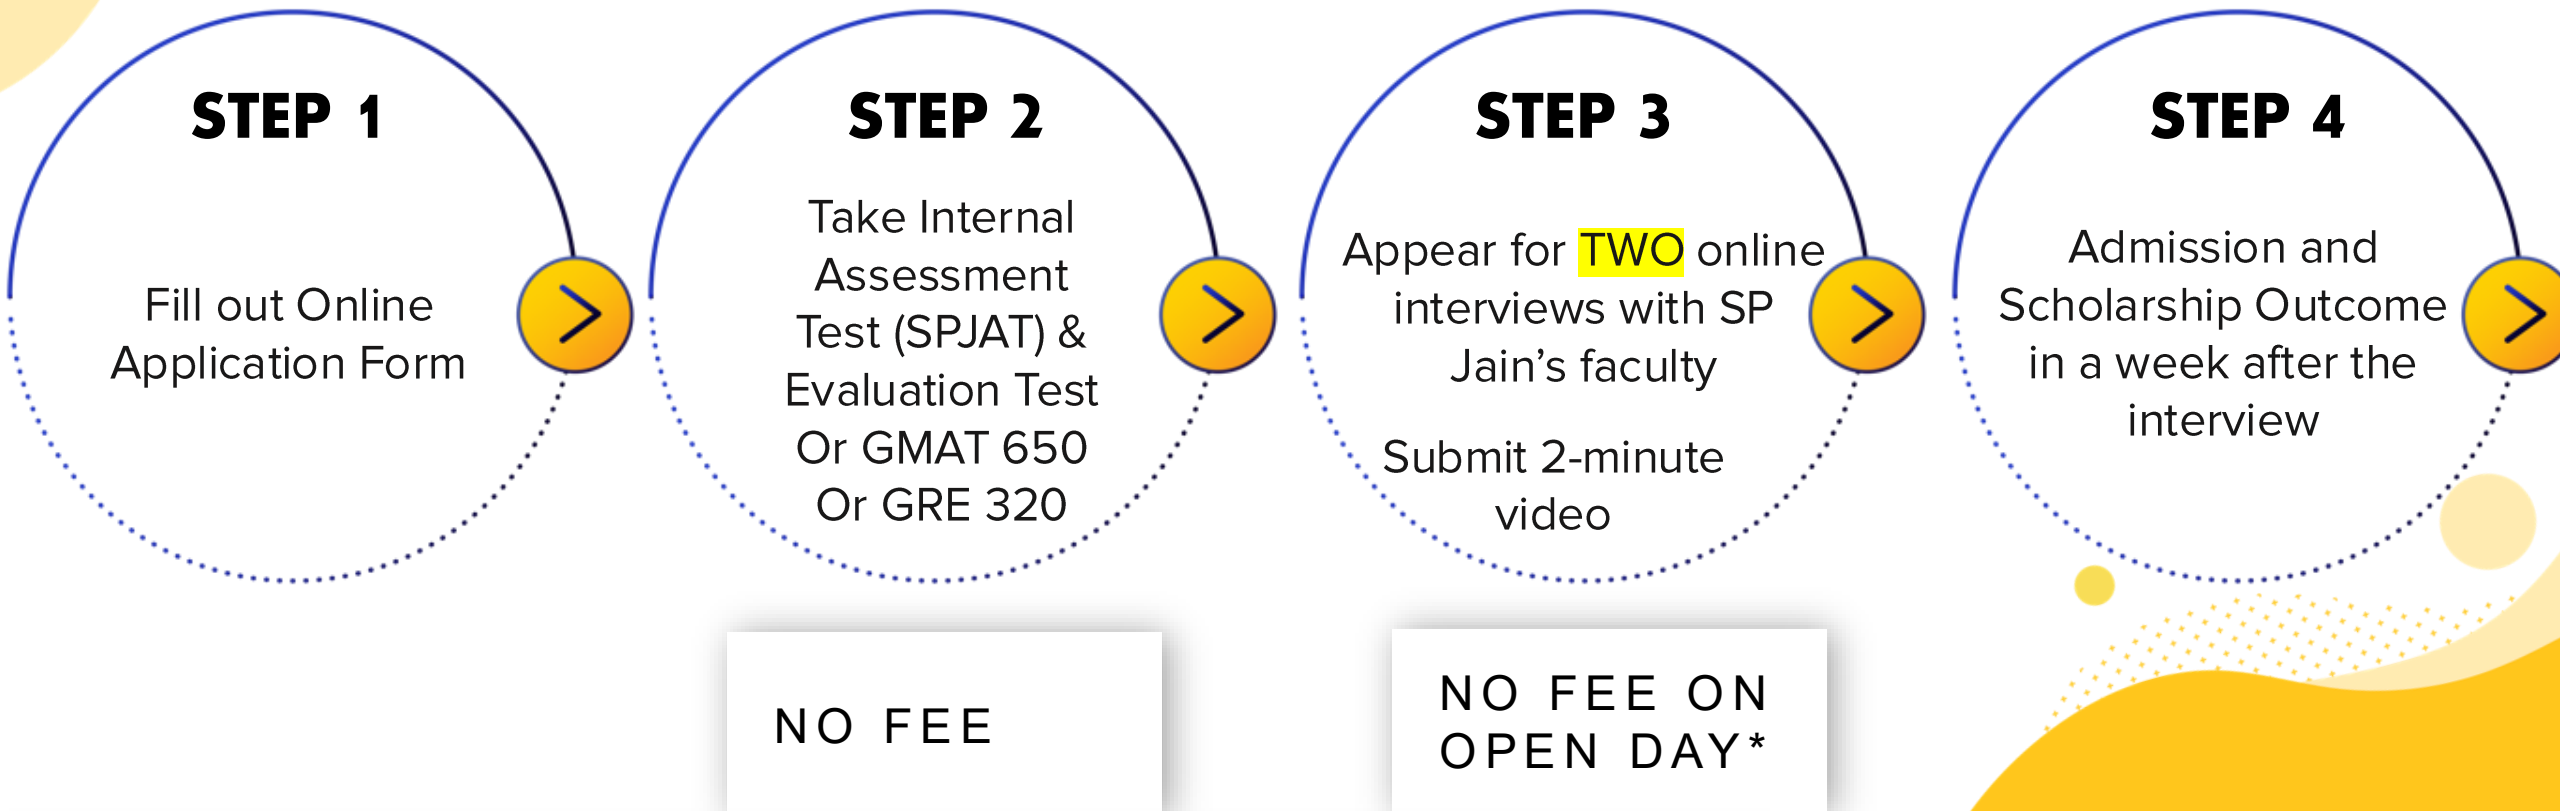 STEP 1
Fill out Online
Application Form
STEP 2
Take Internal
Assessment
Test (SPJAT) &
Evaluation Test
Or GMAT 650
Or GRE 320
NO FEE
STEP 3
Appear for TWO online
interviews with SP
Jain’s faculty
Submit 2-minute
video
NO FEE ON
OPEN DAY*
STEP 4
Admission and
Scholarship Outcome
in a week after the
interview